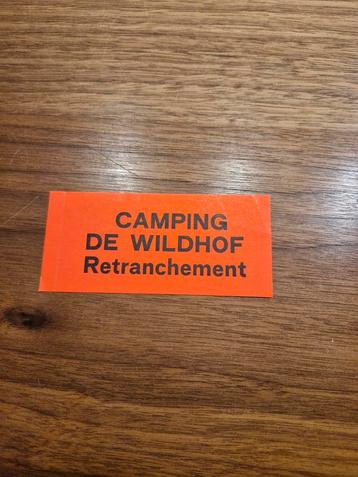 CAMPING
DE WILDHOF
Retranchement